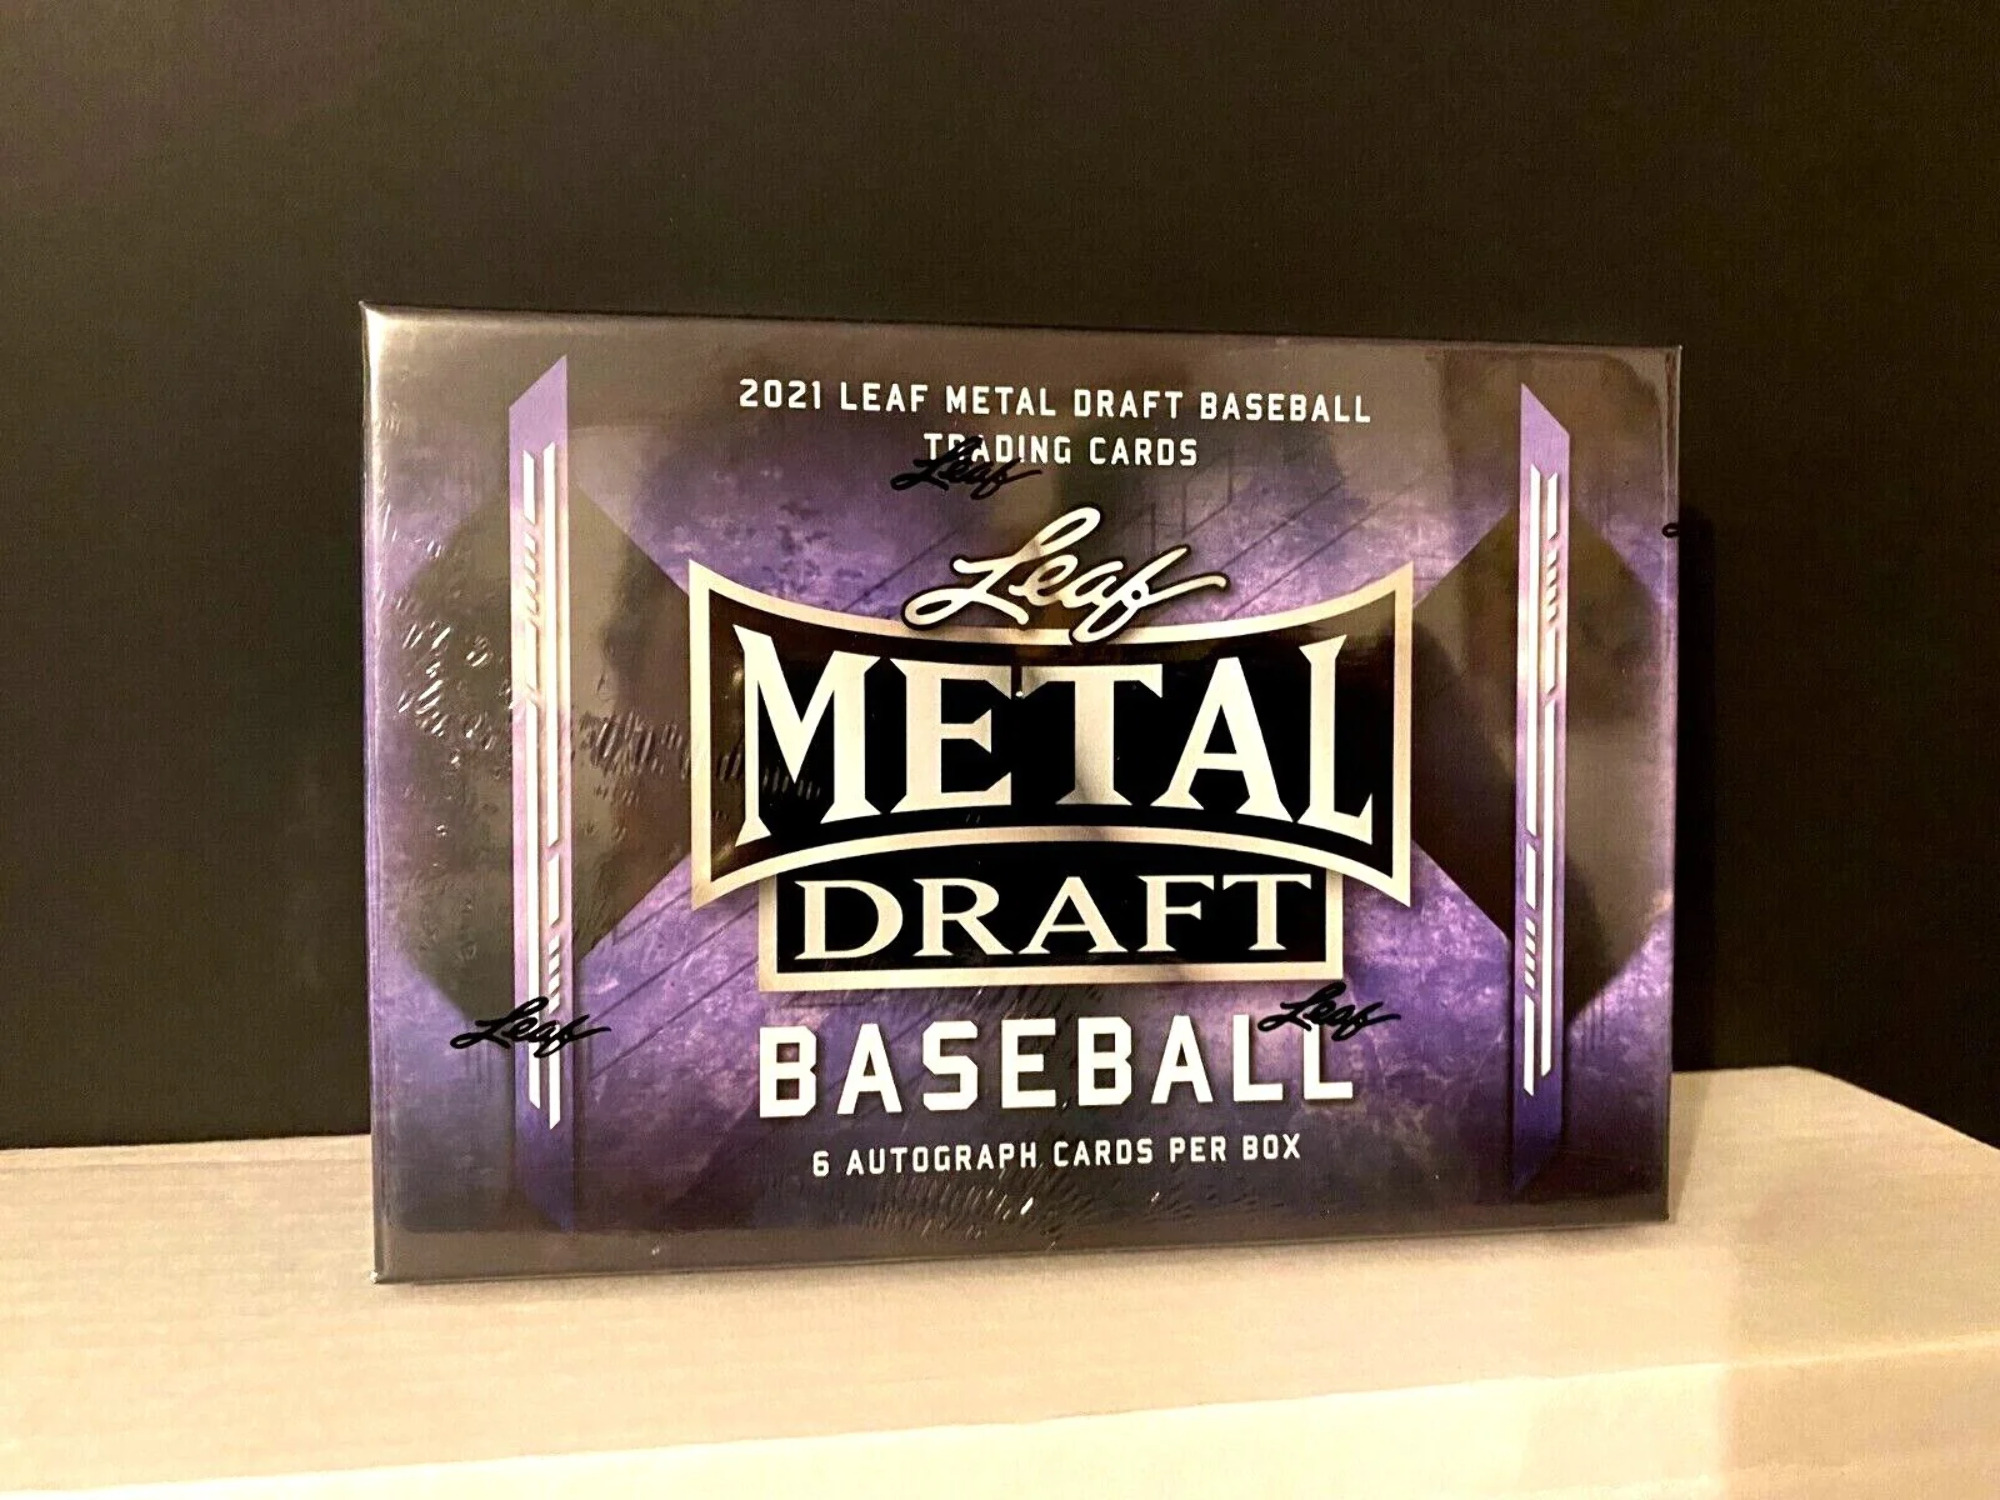 2021 LEAF METAL DRAFT BASEBALL
TRADING CARDS
Leaf
Leaf
METAL
DRAFT
Leaf
Leaf
BASEBALL
6 AUTOGRAPH CARDS PER BOX